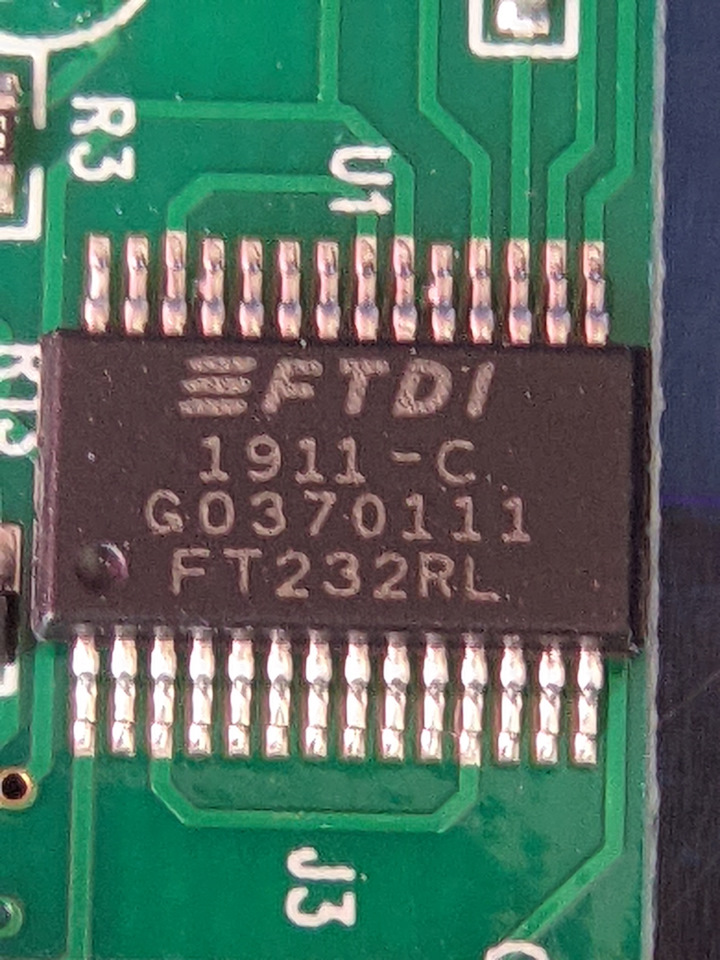 R3
U1
FTDI
1911-C
G0370111
FT232RL
J3